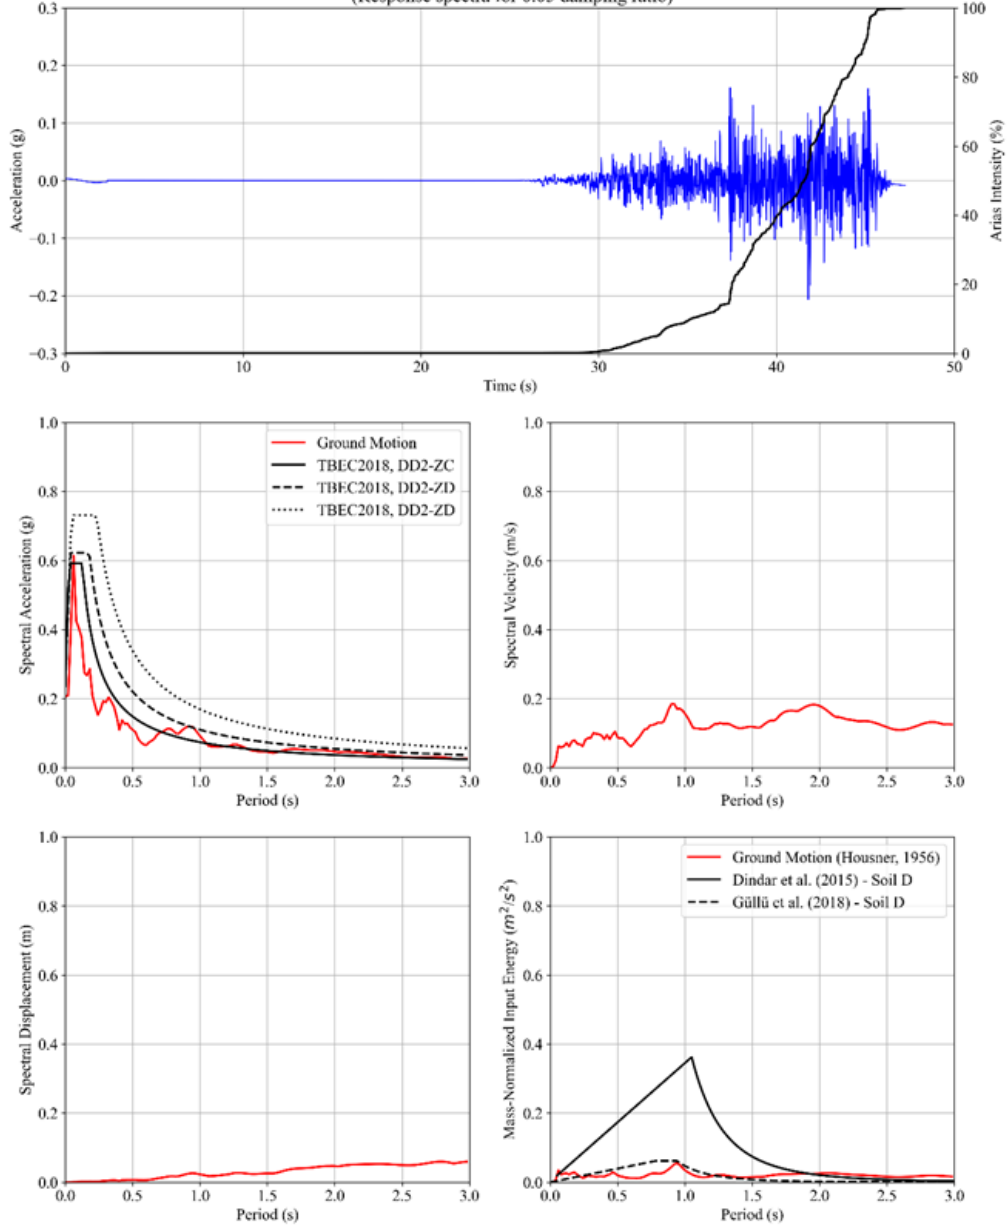 (Response spectra for 0.05 damping ratio)
0.3
0.2
0.1
0.0
−0.1
−0.2
−0.3
Acceleration (g)
100
80
60
40
20
0
Arias Intensity (%)
0 10 20 30 40 50
Time (s)
1.0
0.8
0.6
0.4
0.2
0.0
Spectral Acceleration (g)
Ground Motion
TBEC2018, DD2-ZC
TBEC2018, DD2-ZD
TBEC2018, DD2-ZD
0.0 0.5 1.0 1.5 2.0 2.5 3.0
Period (s)
1.0
0.8
0.6
0.4
0.2
0.0
Spectral Velocity (m/s)
0.0 0.5 1.0 1.5 2.0 2.5 3.0
Period (s)
1.0
0.8
0.6
0.4
0.2
0.0
Spectral Displacement (m)
0.0 0.5 1.0 1.5 2.0 2.5 3.0
Period (s)
1.0
0.8
0.6
0.4
0.2
0.0
Mass-Normalized Input Energy (m²/s²)
Ground Motion (Housner, 1956)
Dindar et al. (2015) - Soil D
Güllü et al. (2018) - Soil D
0.0 0.5 1.0 1.5 2.0 2.5 3.0
Period (s)